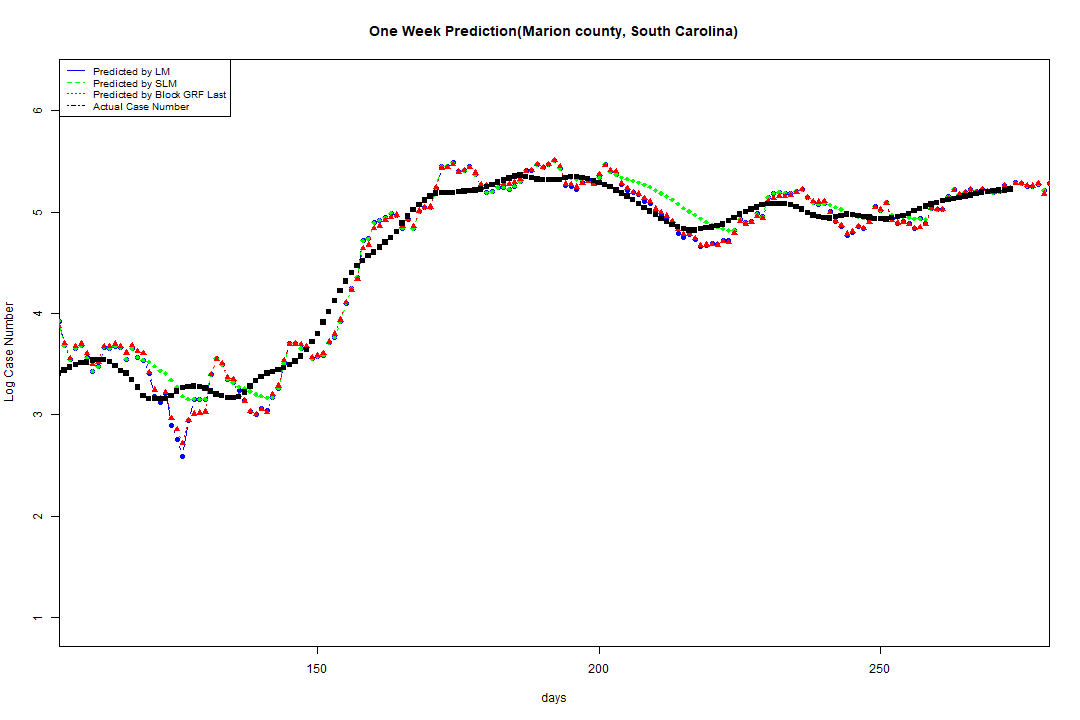 One Week Prediction(Marion county, South Carolina)
Predicted by LM
Predicted by SLM
Predicted by Block GRF Last
Actual Case Number
6
5
4
3
2
1
Log Case Number
150 200 250
days